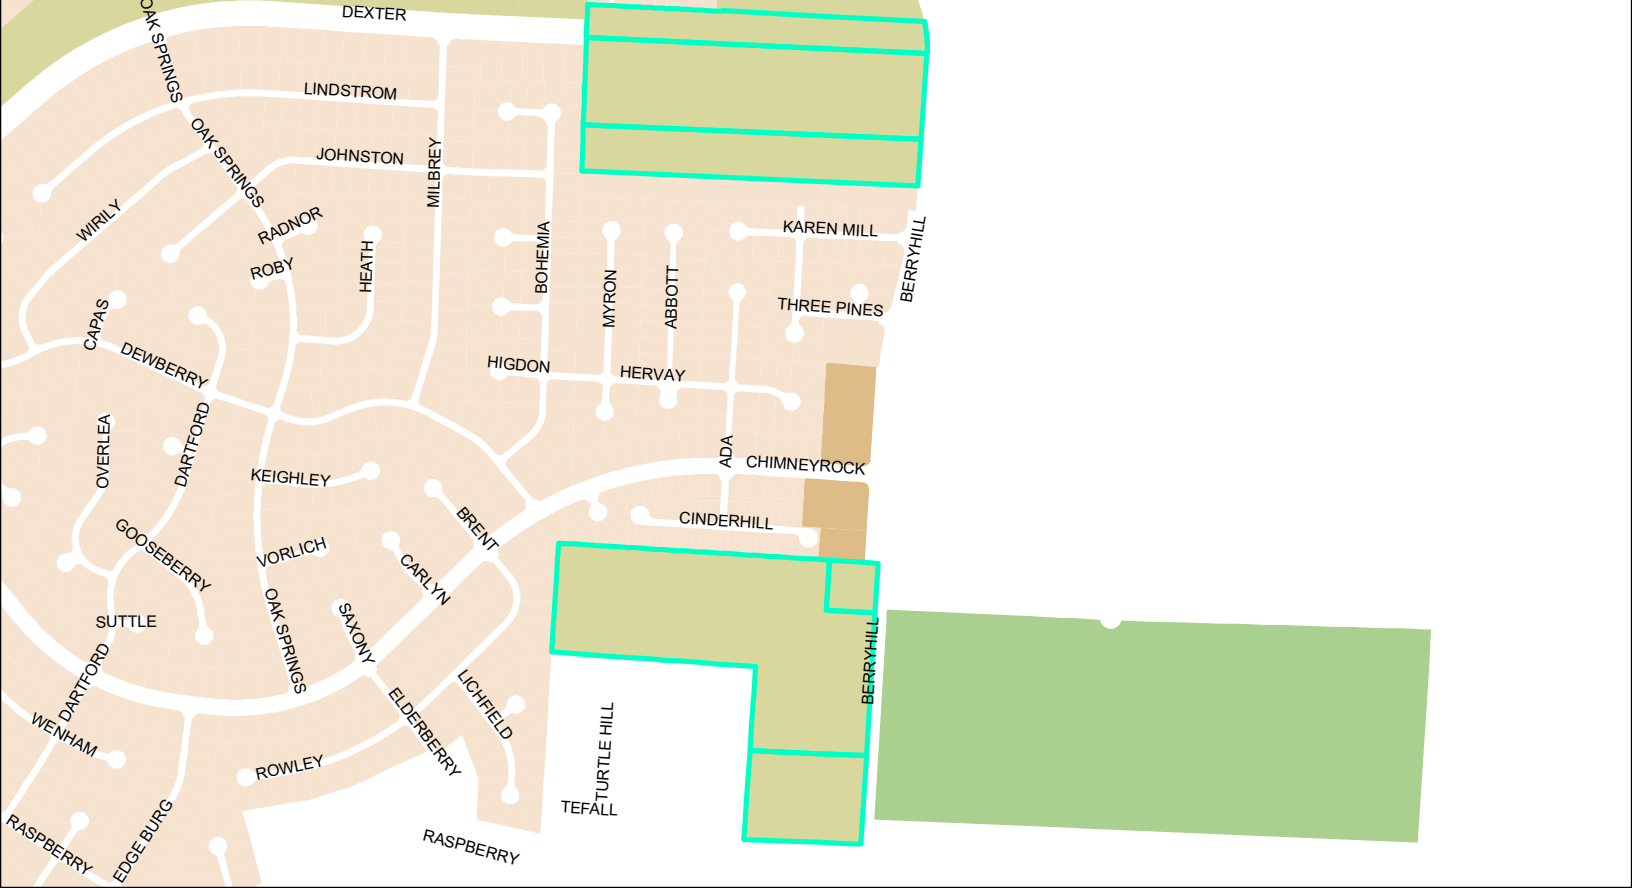 DEXTER
OAK SPRINGS
LINDSTROM
OAK SPRINGS
JOHNSTON
MILBREY
WIRILY
RADNOR
ROBY
HEATH
BOHEMIA
MYRON
ABBOTT
KAREN MILL
BERRYHILL
THREE PINES
CAPAS
DEWBERRY
HIGDON
HERVAY
OVERLEA
DARTFORD
KEIGHLEY
ADA
CHIMNEYROCK
BRENT
CINDERHILL
GOOSEBERRY
VORLICH
CARLYN
SUTTLE
OAK SPRINGS
SAXONY
BERRYHILL
DARTFORD
LICHFIELD
ELDERBERRY
WENHAM
TURTLE HILL
ROWLEY
TEFALL
RASPBERRY
EDGE BURG
RASPBERRY